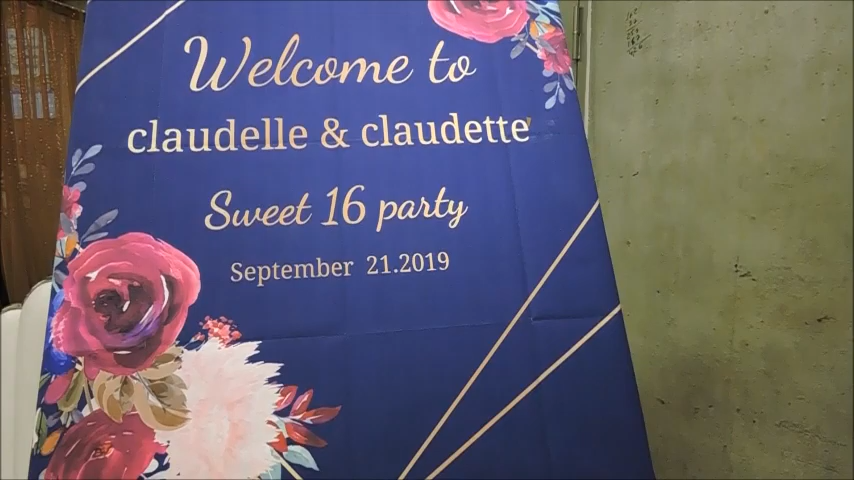 Welcome to
claudelle & claudette
Sweet 16 party
September 21.2019